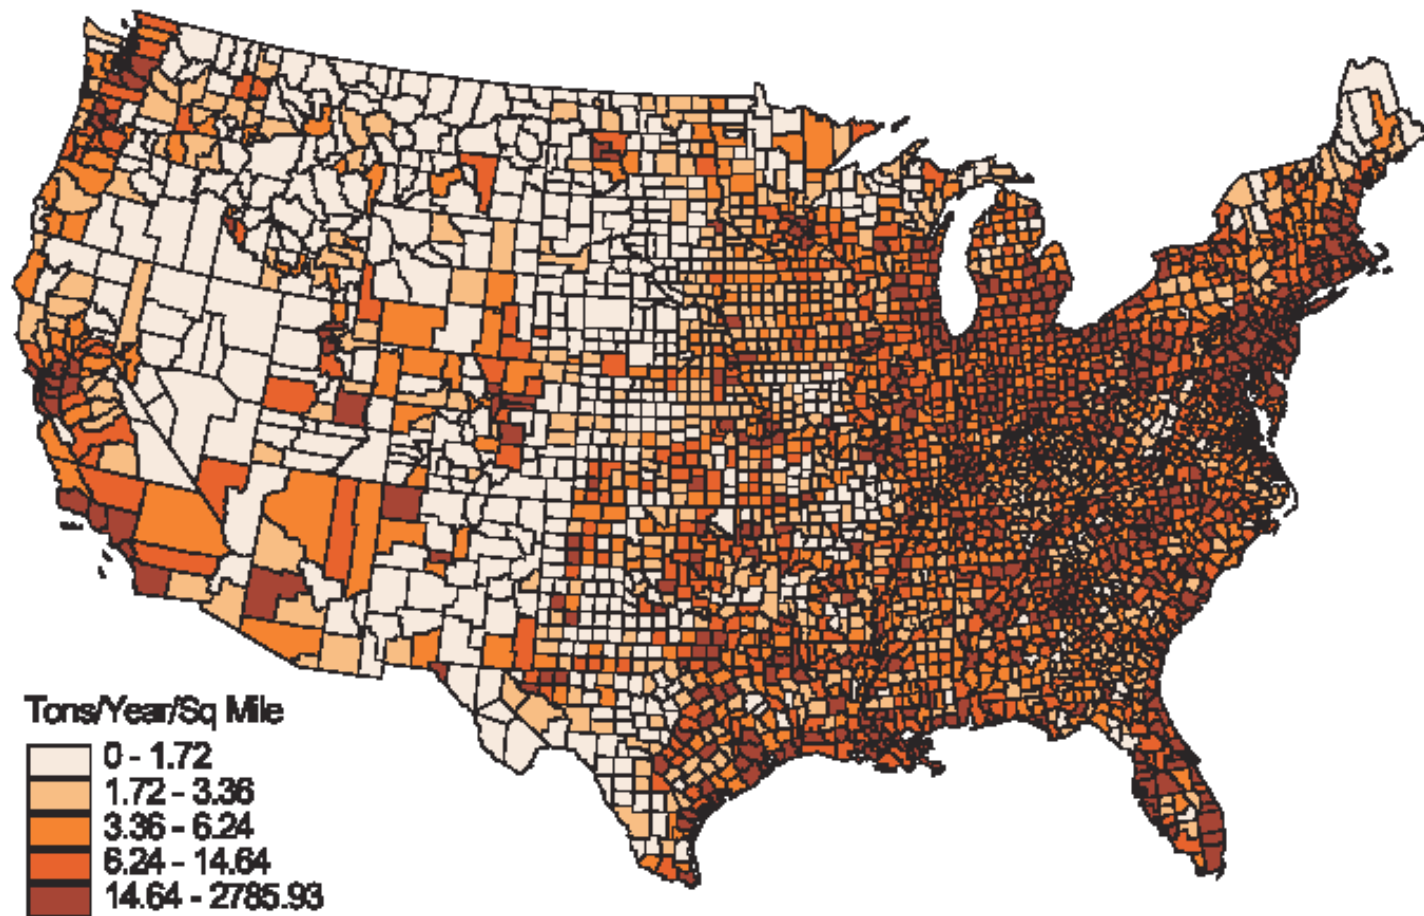 Tons/Year/Sq Mile
0 - 1.72
1.72 - 3.36
3.36 - 6.24
6.24 - 14.64
14.64 - 2785.93